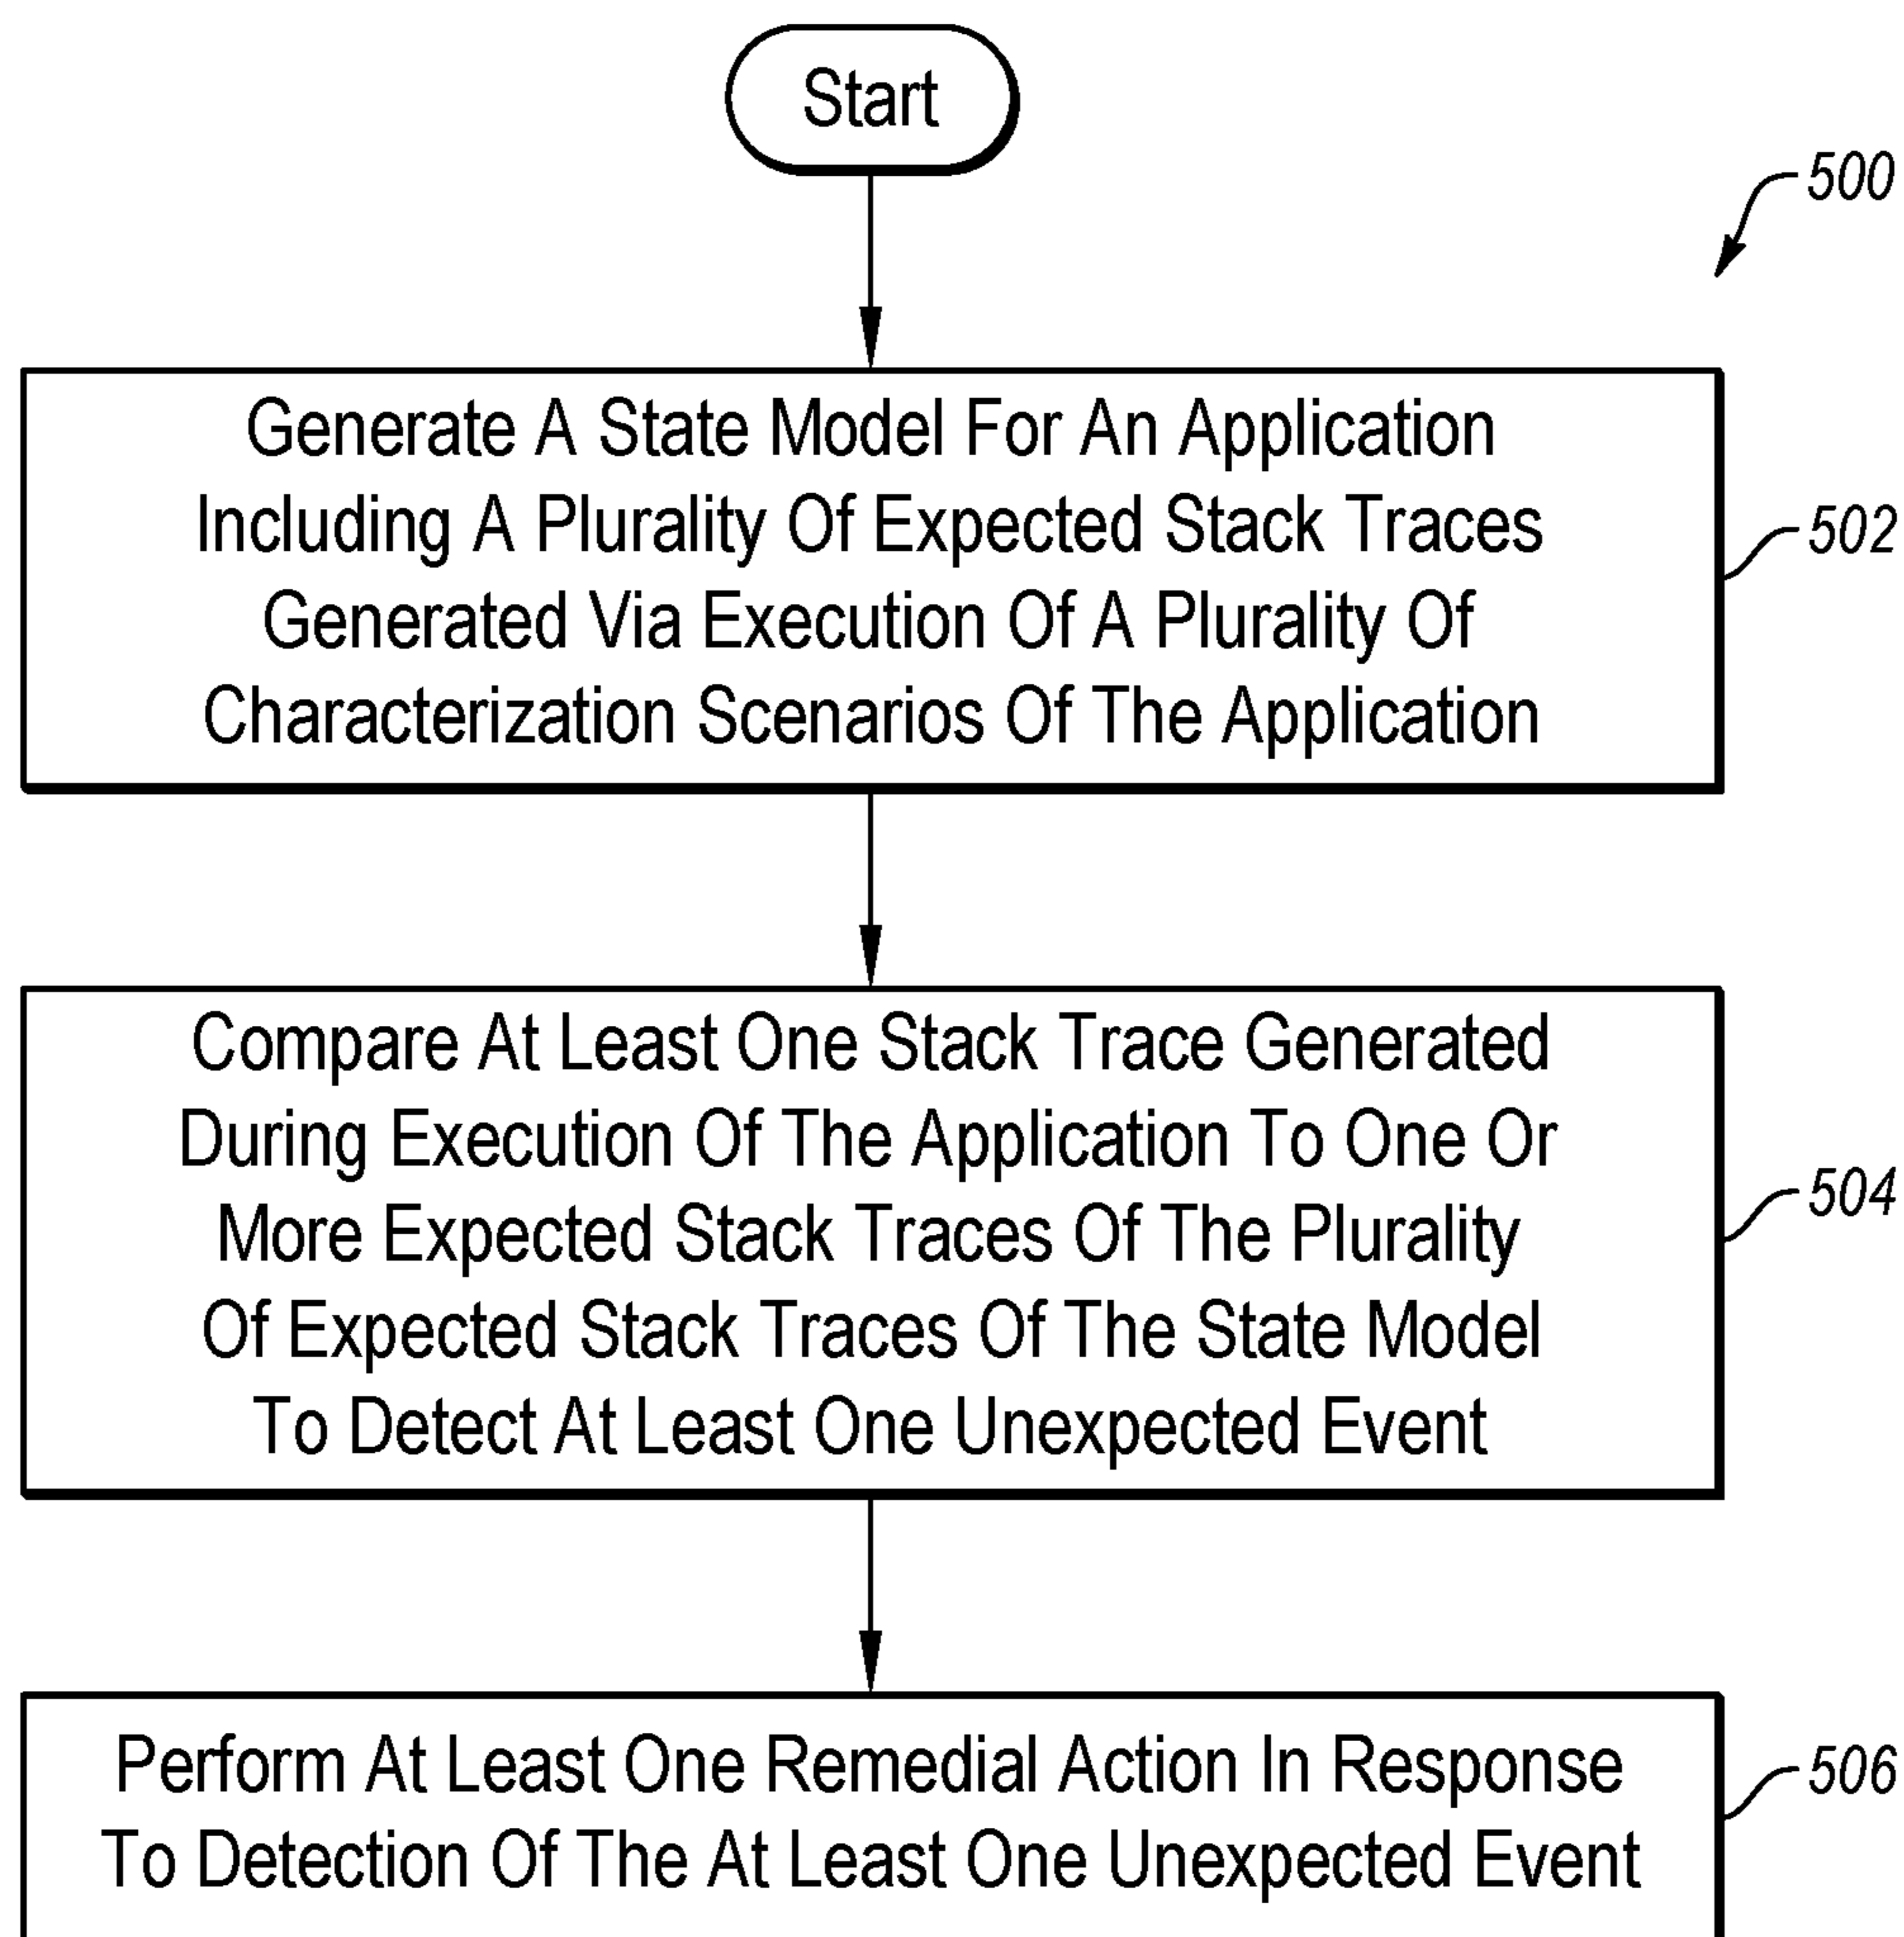 Start
500
Generate A State Model For An Application
Including A Plurality Of Expected Stack Traces
Generated Via Execution Of A Plurality Of
Characterization Scenarios Of The Application
502
Compare At Least One Stack Trace Generated
During Execution Of The Application To One Or
More Expected Stack Traces Of The Plurality
Of Expected Stack Traces Of The State Model
To Detect At Least One Unexpected Event
504
Perform At Least One Remedial Action In Response
To Detection Of The At Least One Unexpected Event
506